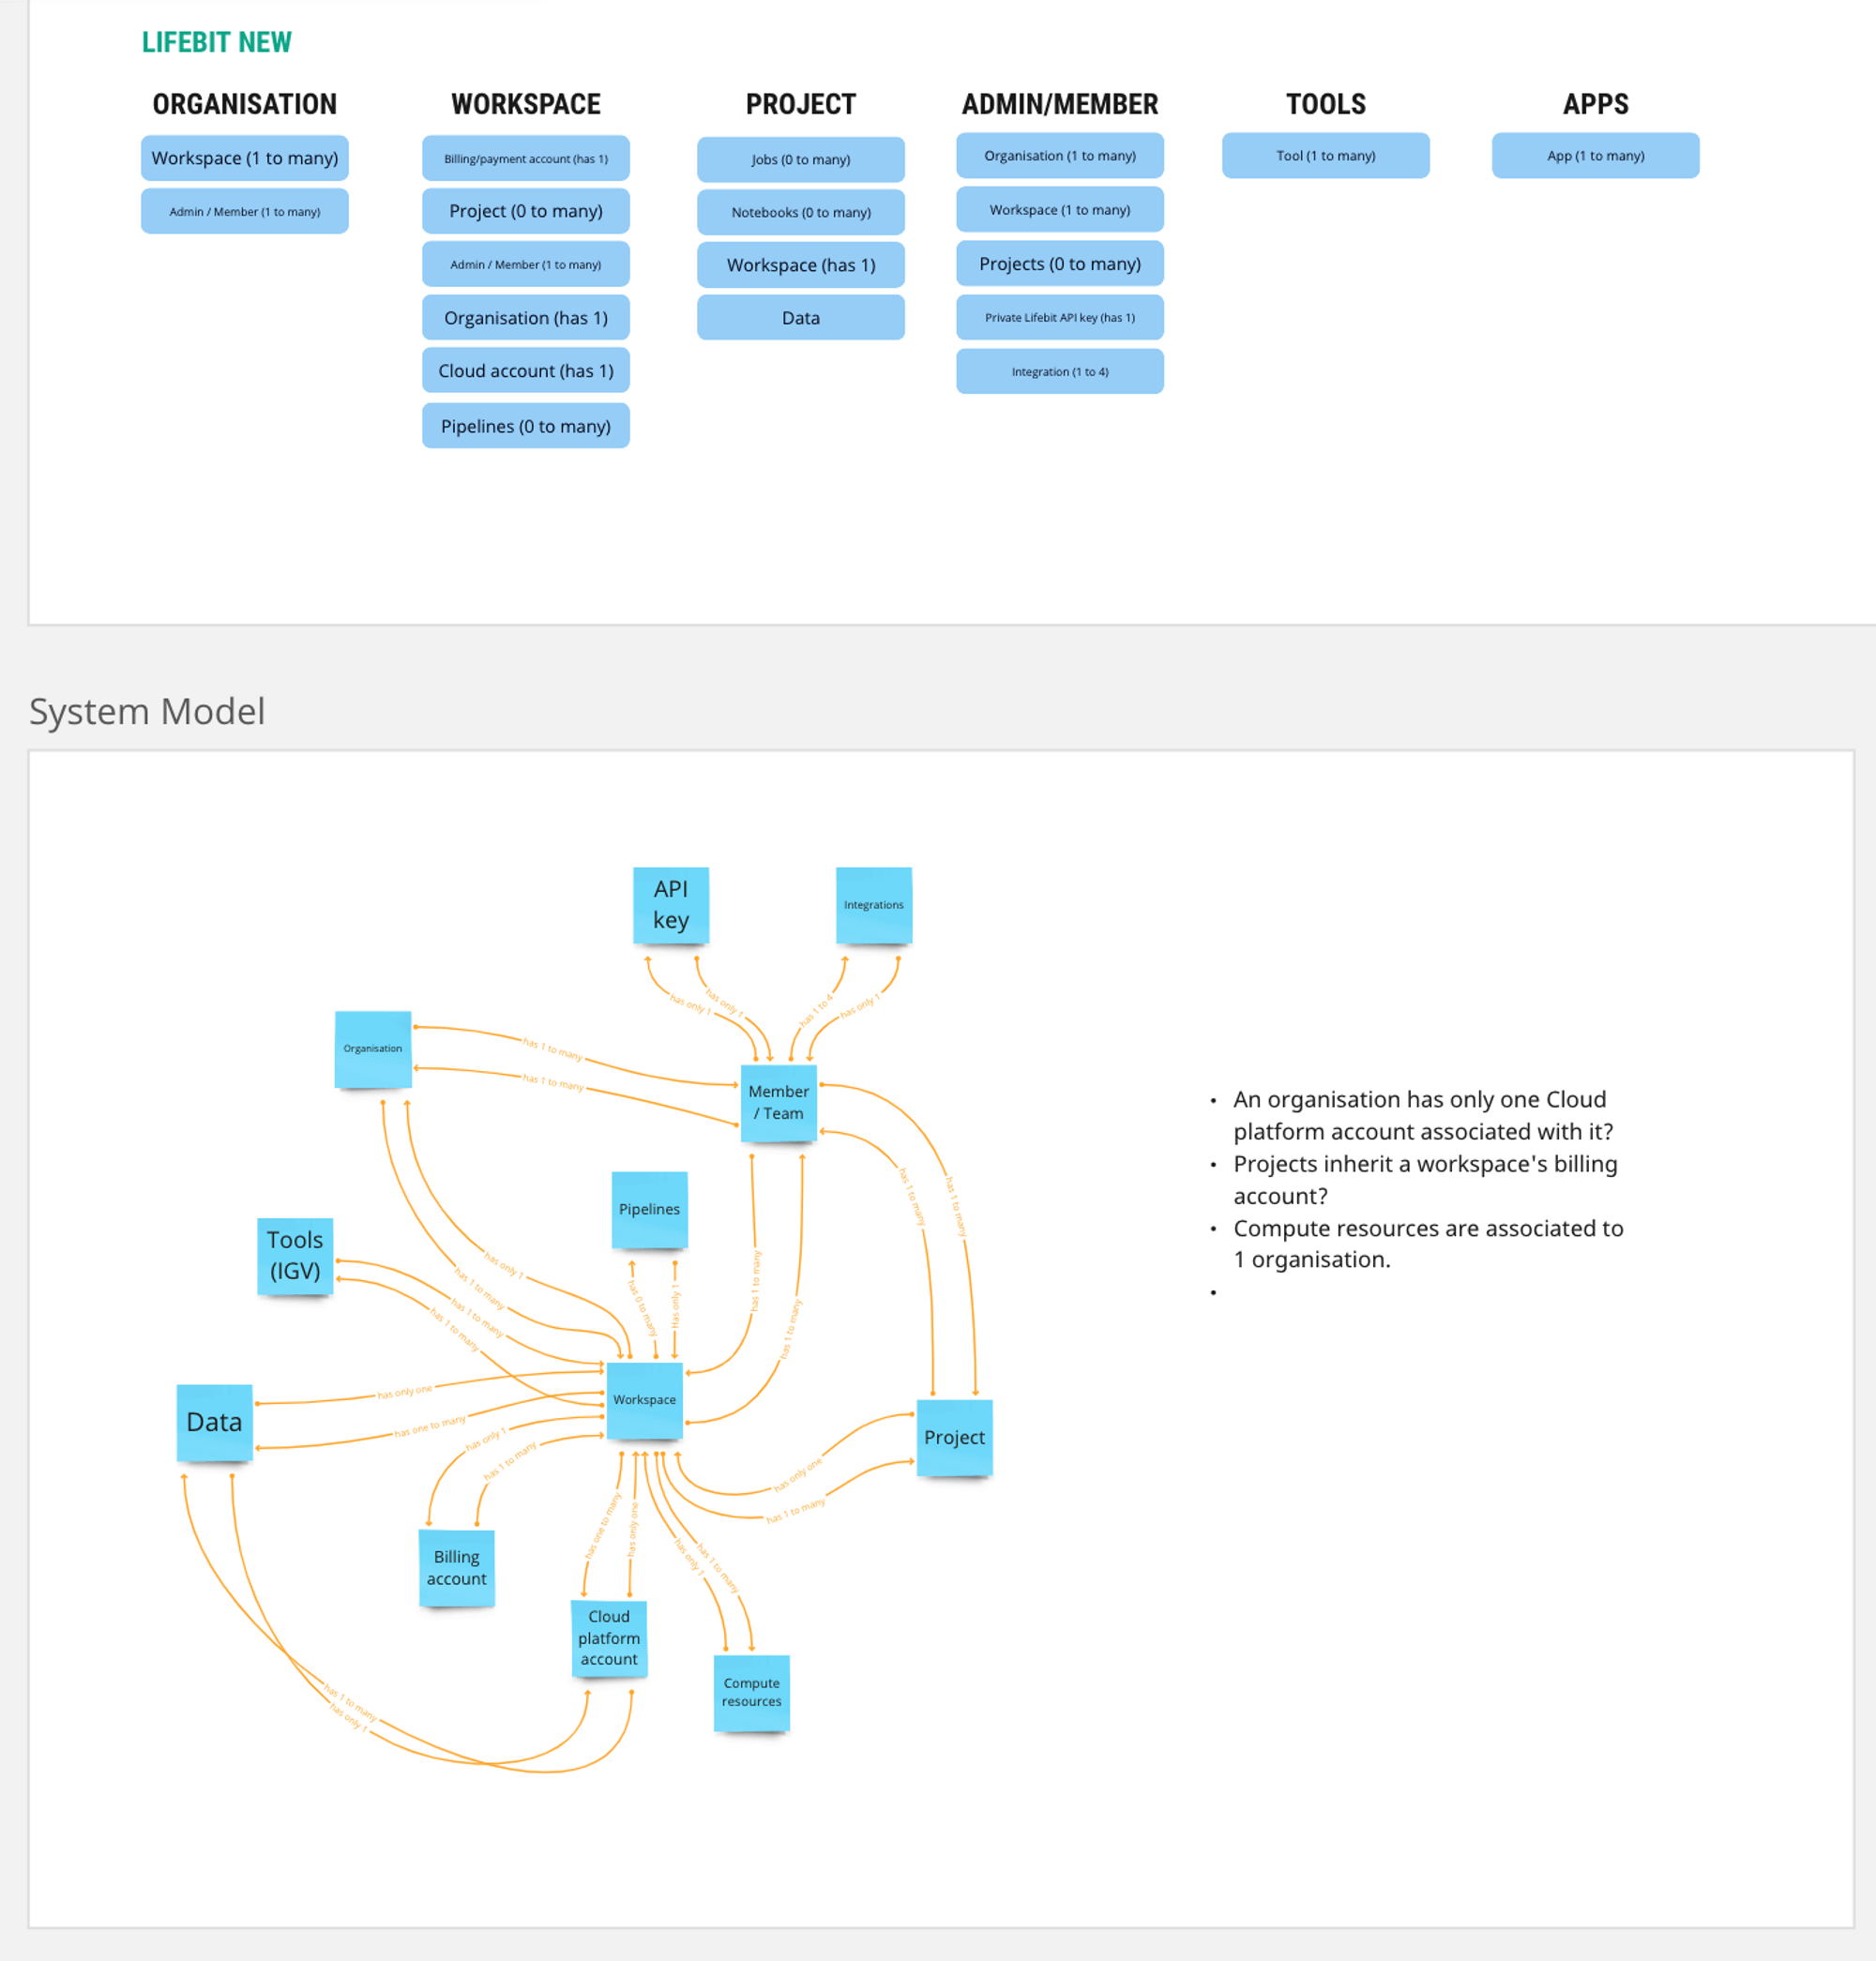 LIFEBIT NEW
ORGANISATION
Workspace (1 to many)
Admin / Member (1 to many)
WORKSPACE
Billing/payment account (has 1)
Project (0 to many)
Admin / Member (1 to many)
Organisation (has 1)
Cloud account (has 1)
Pipelines (0 to many)
PROJECT
Jobs (0 to many)
Notebooks (0 to many)
Workspace (has 1)
Data
ADMIN/MEMBER
Organisation (1 to many)
Workspace (1 to many)
Projects (0 to many)
Private Lifebit API key (has 1)
Integration (1 to 4)
TOOLS
Tool (1 to many)
APPS
App (1 to many)
System Model
API
key
Integrations
has only 1
has only 1
has 1 to 4
has only 1
Organisation
has 1 to many
has 1 to many
Member
/ Team
Pipelines
has 1 to many
has 1 to many
Tools
(IGV)
has only 1
has 1 to many
has 1 to many
has 1 to many
has 0 to many
Has only 1
has 1 to many
has 1 to many
Workspace
Data
has only one
has one to many
has only 1
has 1 to many
Project
has only one
has 1 to many
Billing
account
has one to many
has only one
has only 1
has 1 to many
Cloud
platform
account
Compute
resources
has 1 to many
has only 1
• An organisation has only one Cloud
platform account associated with it?
• Projects inherit a workspace's billing
account?
• Compute resources are associated to
1 organisation.
•